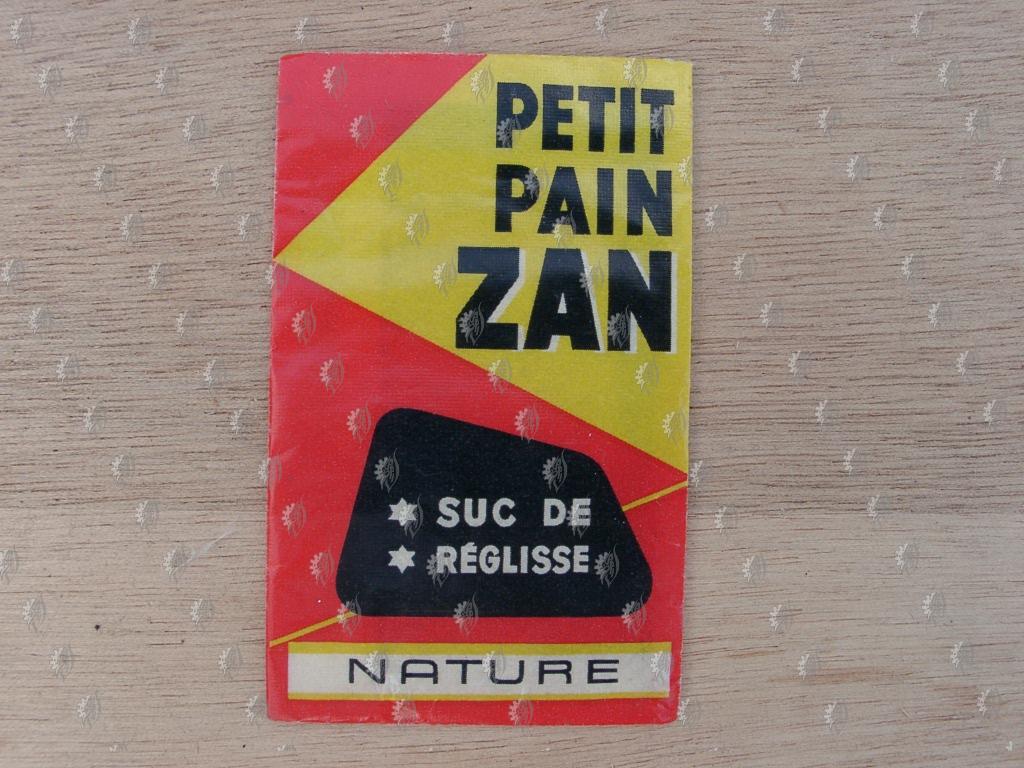 PETIT
PAIN
ZAN
SUC DE
RÉGLISSE
NATURE